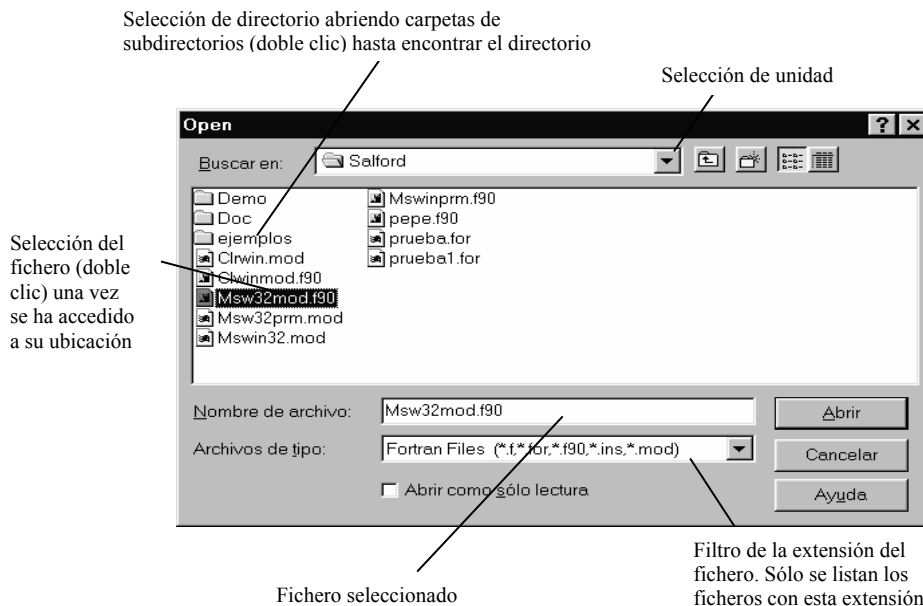 Selección de directorio abriendo carpetas de
subdirectorios (doble clic) hasta encontrar el directorio
Selección de unidad
Open
Buscar en:
Salford
Demo
Doc
ejemplos
Clrwin.mod
Clwinmod.f90
Msw32mod.f90
Msw32prm.mod
Mswin32.mod
Mswinprm.f90
pepe.f90
prueba.for
prueba1.for
Selección del
fichero (doble
clic) una vez
se ha accedido
a su ubicación
Nombre de archivo:
Msw32mod.f90
Abrir
Archivos de tipo:
Fortran Files (*.f,*.for,*.f90,*.ins,*.mod)
Cancelar
Abrir como sólo lectura
Ayuda
Filtro de la extensión del
fichero. Sólo se listan los
ficheros con esta extensión
Fichero seleccionado